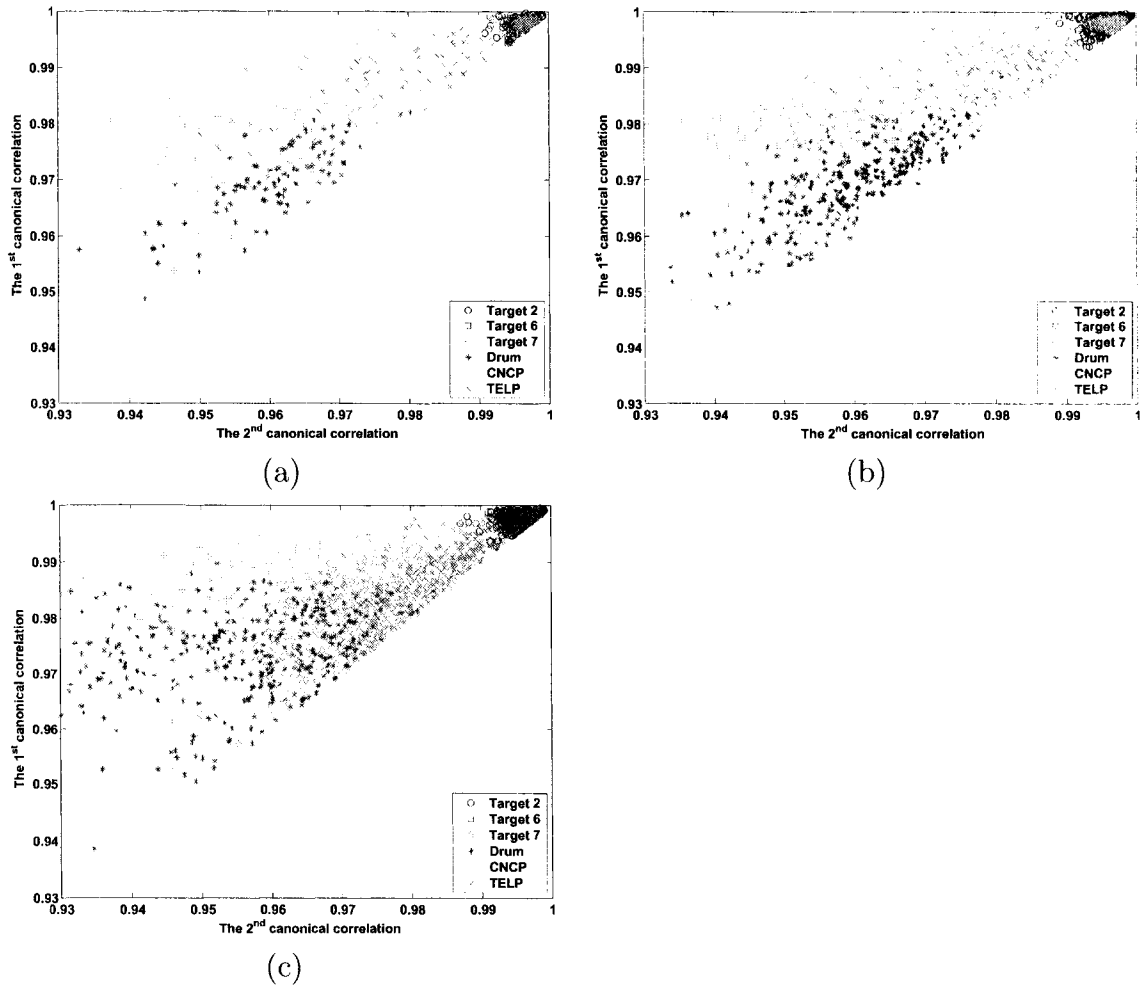 1
0.99
0.98
0.97
0.96
0.95
0.94
0.93
The 1st canonical correlation
0.93 0.94 0.95 0.96 0.97 0.98 0.99 1
The 2nd canonical correlation
Target 2
Target 6
Target 7
Drum
CNCP
TELP
(a)
1
0.99
0.98
0.97
0.96
0.95
0.94
0.93
The 1st canonical correlation
0.93 0.94 0.95 0.96 0.97 0.98 0.99 1
The 2nd canonical correlation
Target 2
Target 6
Target 7
Drum
CNCP
TELP
(b)
1
0.99
0.98
0.97
0.96
0.95
0.94
0.93
The 1st canonical correlation
0.93 0.94 0.95 0.96 0.97 0.98 0.99 1
The 2nd canonical correlation
Target 2
Target 6
Target 7
Drum
CNCP
TELP
(c)